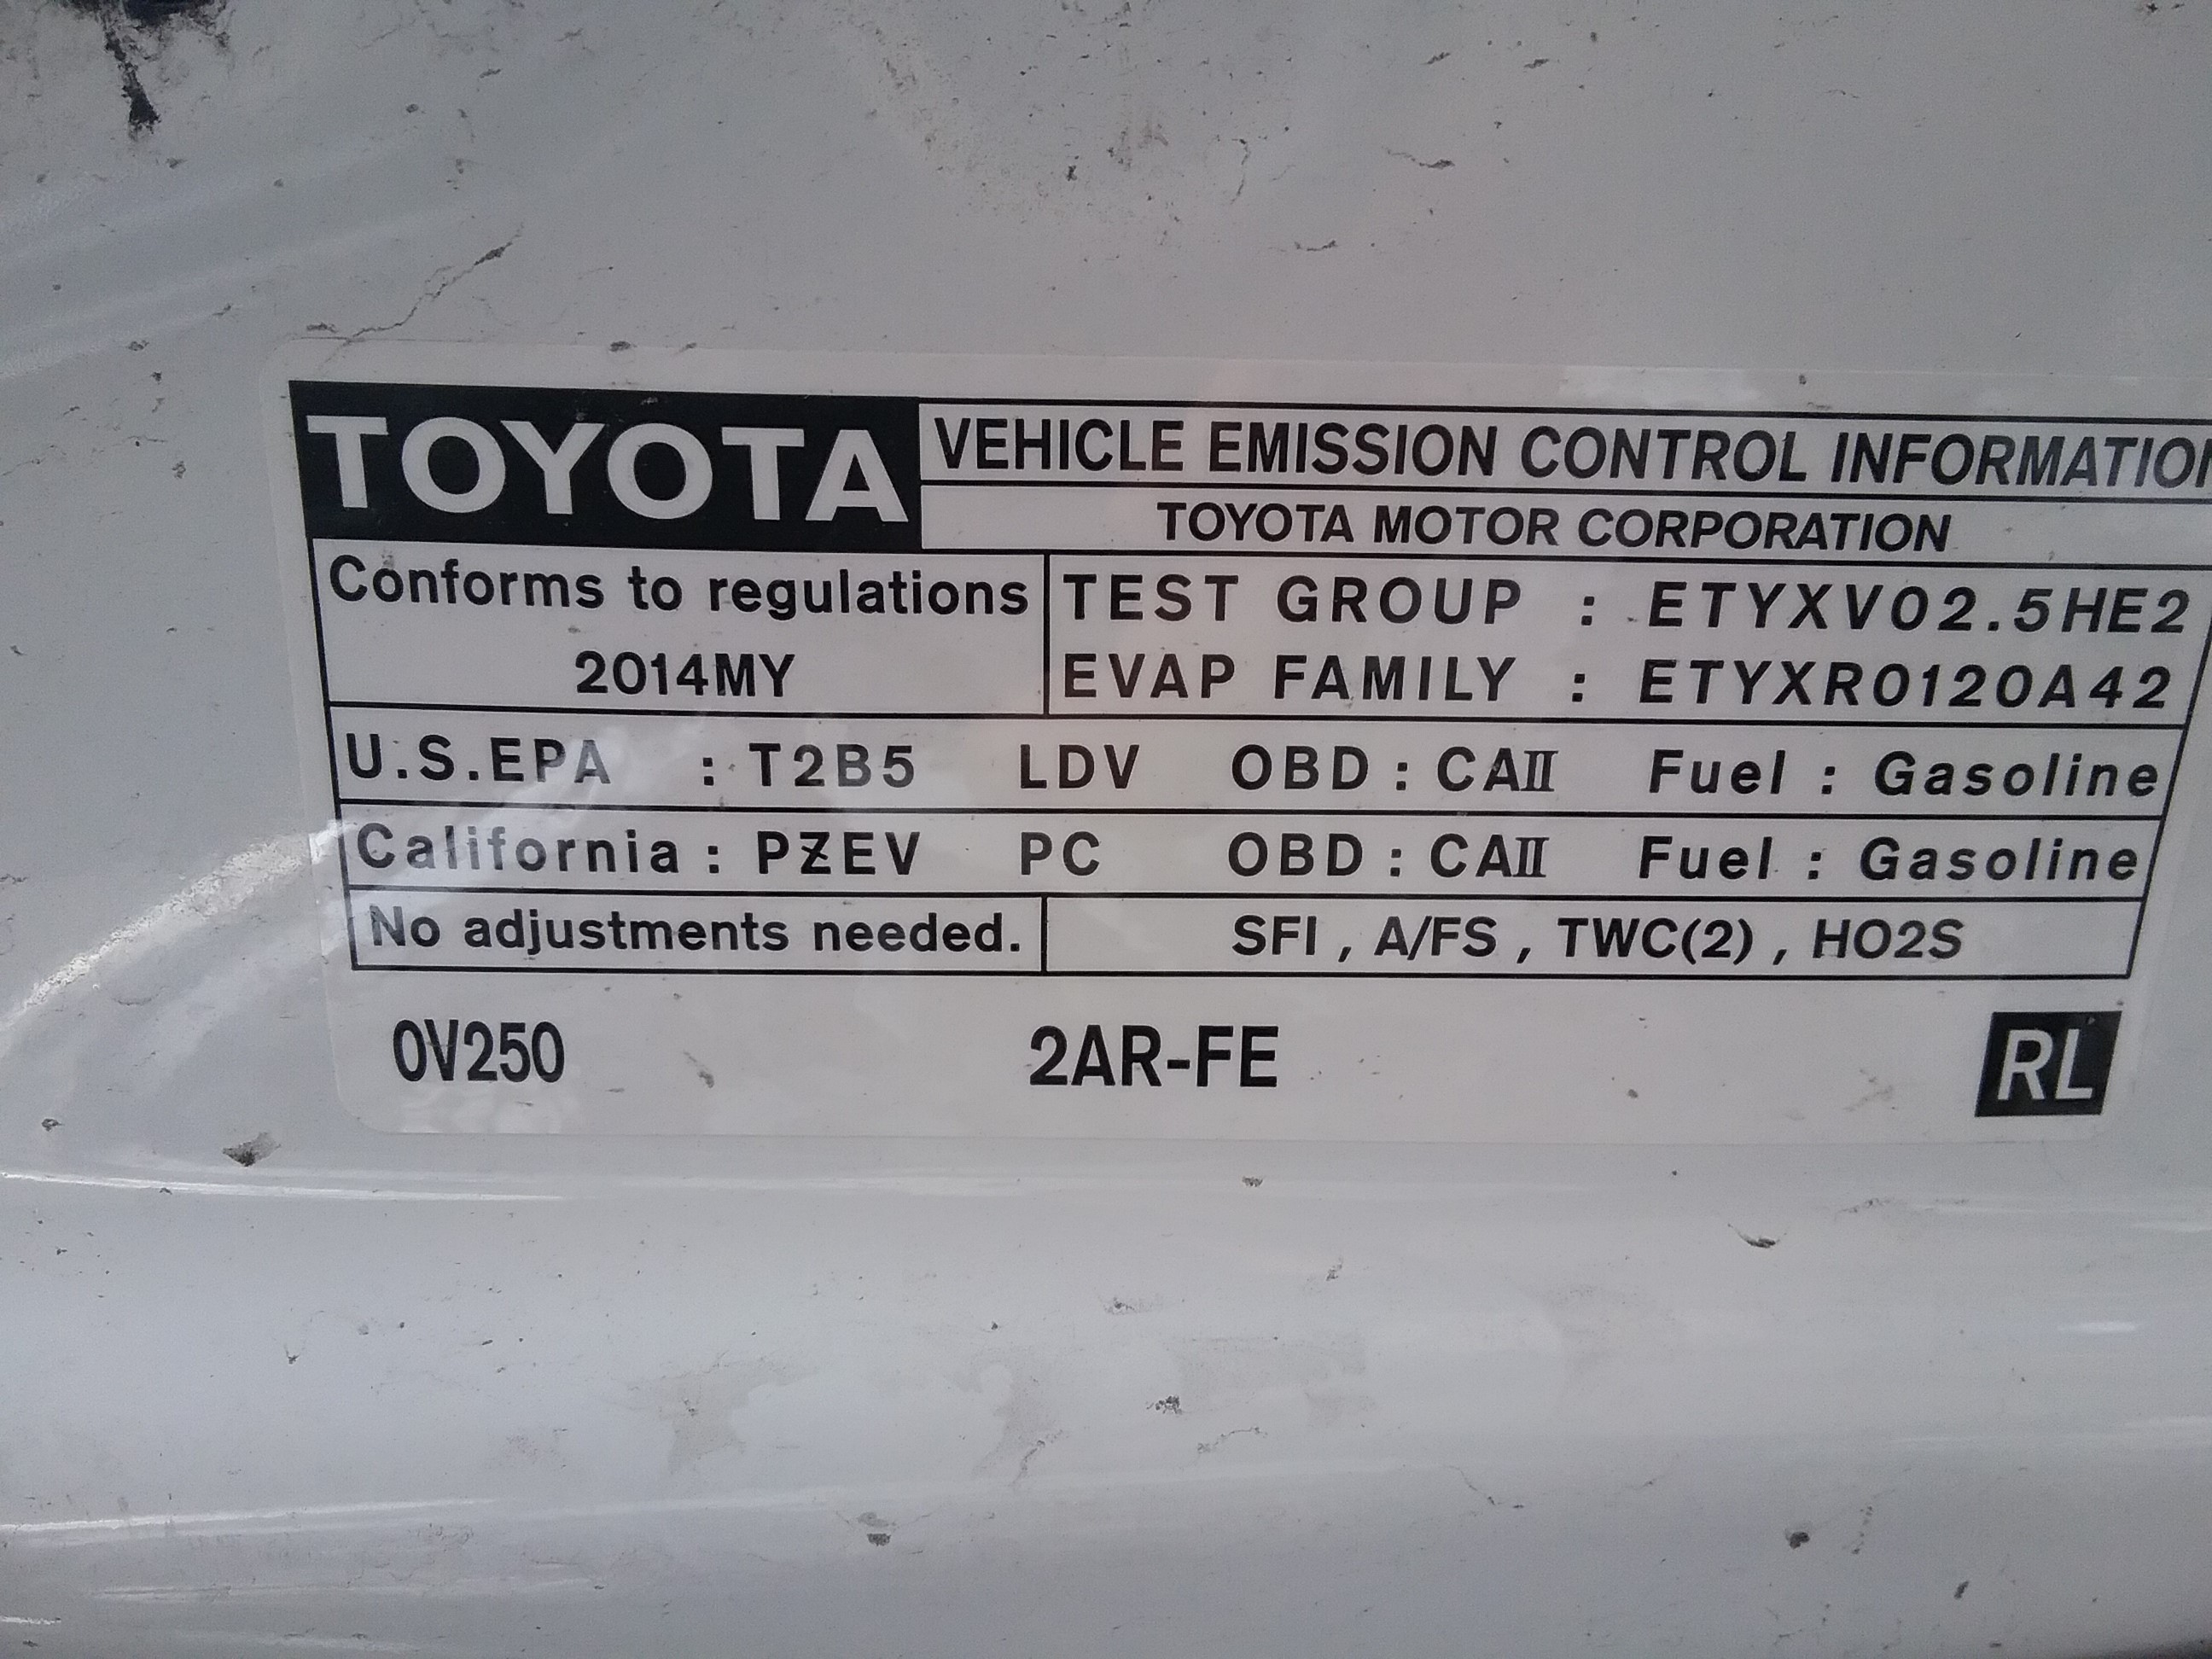 TOYOTA VEHICLE EMISSION CONTROL INFORMATION
TOYOTA MOTOR CORPORATION
Conforms to regulations
2014MY
TEST GROUP : ETYXV02.5HE2
EVAP FAMILY : ETYXR0120A42
U.S.EPA : T2B5 LDV OBD : CAⅡ Fuel : Gasoline
California : PZEV PC OBD : CAⅡ Fuel : Gasoline
No adjustments needed. SFI , A/FS , TWC(2) , HO2S
0V250 2AR-FE RL